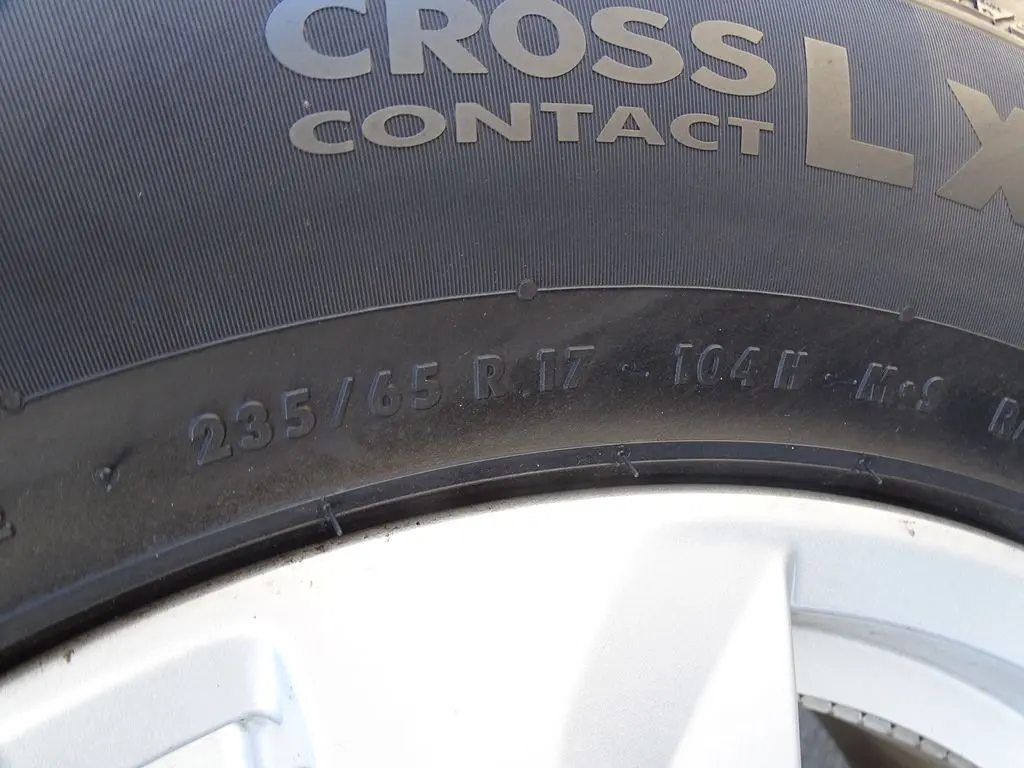 CROSS
CONTACT LX
235/65 R 17 104 H M+S